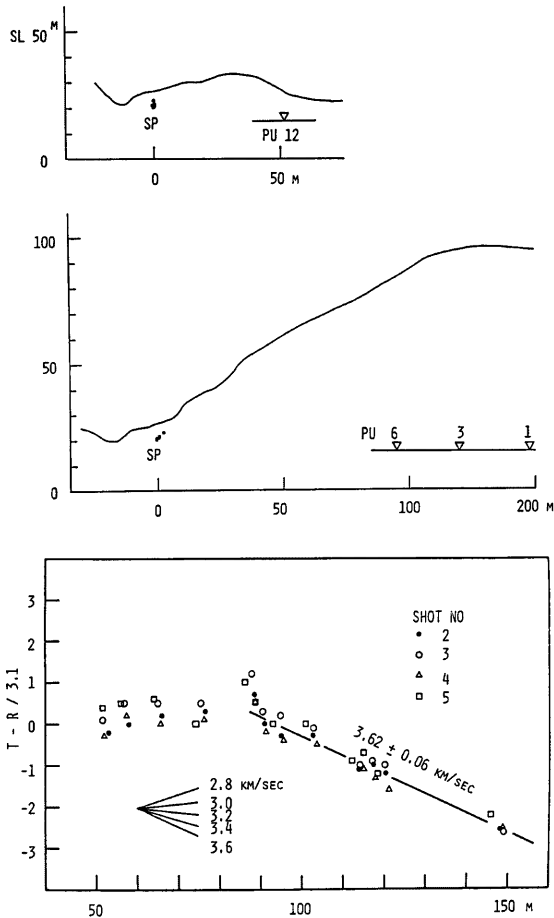 SL 50 M
SP
PU 12
0
0 50 M
100
50
PU 6 3 1
SP
0
0 50 100 200 M
T - R / 3.1
3
2
1
0
-1
-2
-3
SHOT NO
2
3
4
5
3.62 ± 0.06 KM/SEC
2.8 KM/SEC
3.0
3.2
3.4
3.6
50 100 150 M